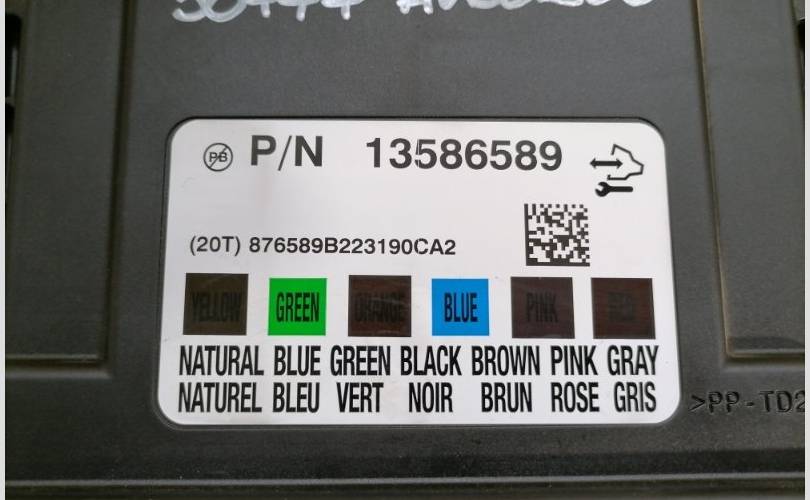 P/N 13586589
(20T) 876589B223190CA2
YELLOW GREEN ORANGE BLUE PINK RED
NATURAL BLUE GREEN BLACK BROWN PINK GRAY
NATUREL BLEU VERT NOIR BRUN ROSE GRIS
>PP-TD2